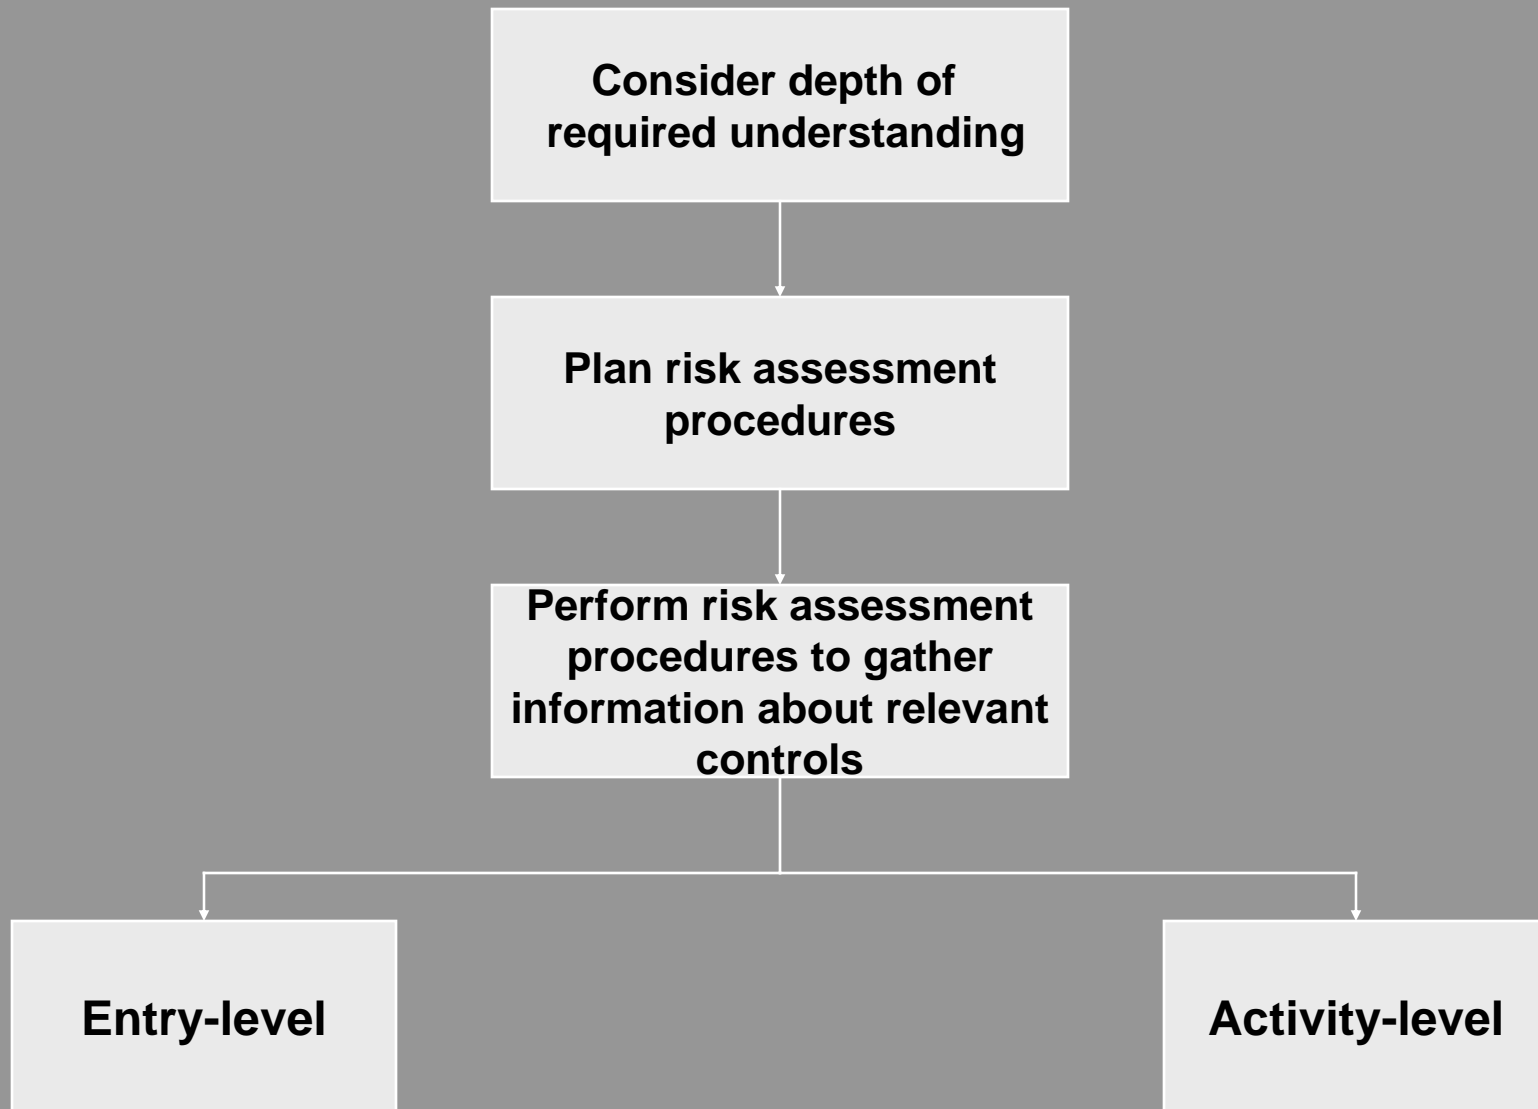 Consider depth of
required understanding
Plan risk assessment
procedures
Perform risk assessment
procedures to gather
information about relevant
controls
Entry-level
Activity-level